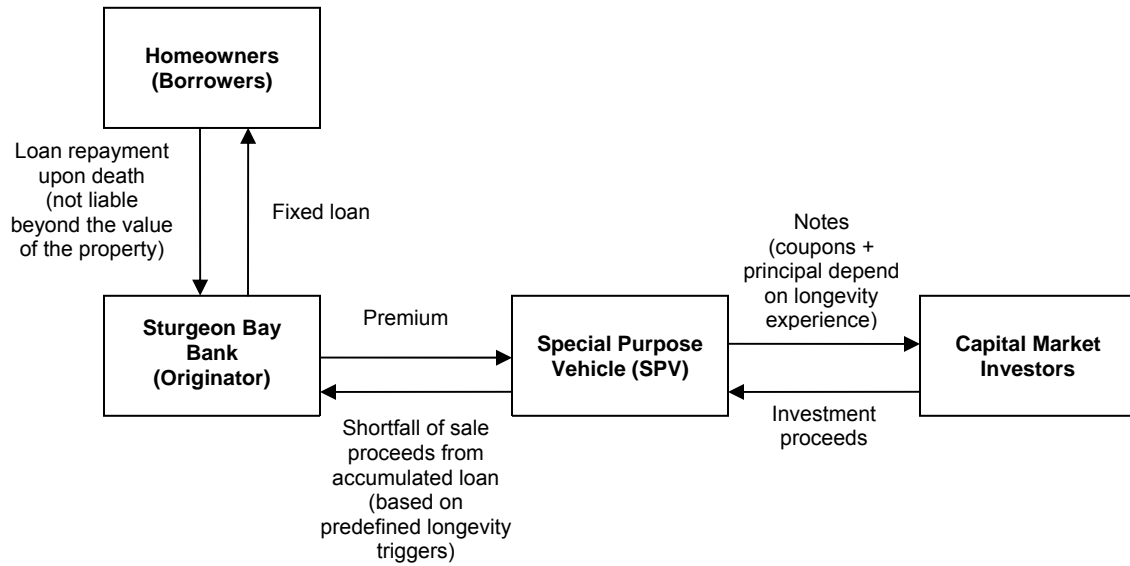 Homeowners
(Borrowers)
Loan repayment
upon death
(not liable
beyond the value
of the property)
Fixed loan
Sturgeon Bay
Bank
(Originator)
Premium
Shortfall of sale
proceeds from
accumulated loan
(based on
predefined longevity
triggers)
Special Purpose
Vehicle (SPV)
Notes
(coupons +
principal depend
on longevity
experience)
Investment
proceeds
Capital Market
Investors